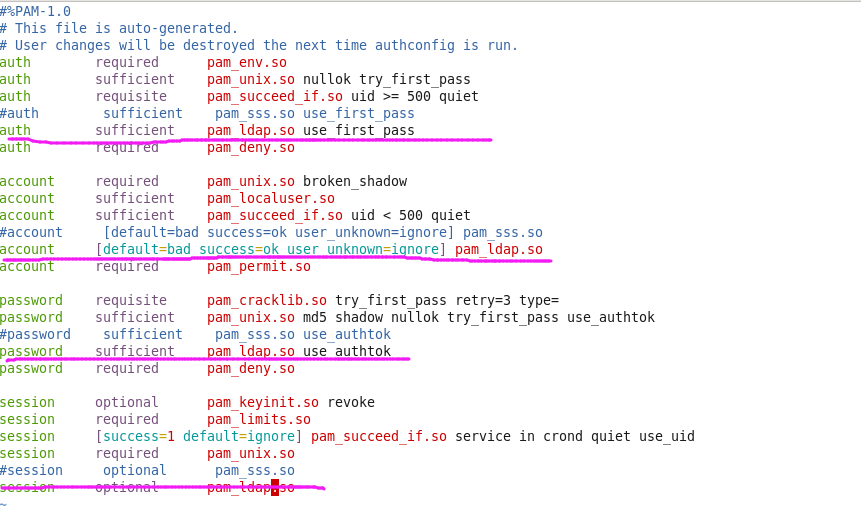 #%PAM-1.0
# This file is auto-generated.
# User changes will be destroyed the next time authconfig is run.
auth        required      pam_env.so
auth        sufficient    pam_unix.so nullok try_first_pass
auth        requisite     pam_succeed_if.so uid >= 500 quiet
#auth        sufficient    pam_sss.so use_first_pass
auth        sufficient    pam_ldap.so use_first_pass
auth        required      pam_deny.so

account     required      pam_unix.so broken_shadow
account     sufficient    pam_localuser.so
account     sufficient    pam_succeed_if.so uid < 500 quiet
#account     [default=bad success=ok user_unknown=ignore] pam_sss.so
account     [default=bad success=ok user_unknown=ignore] pam_ldap.so
account     required      pam_permit.so

password    requisite     pam_cracklib.so try_first_pass retry=3 type=
password    sufficient    pam_unix.so md5 shadow nullok try_first_pass use_authtok
#password    sufficient    pam_sss.so use_authtok
password    sufficient    pam_ldap.so use_authtok
password    required      pam_deny.so

session     optional      pam_keyinit.so revoke
session     required      pam_limits.so
session     [success=1 default=ignore] pam_succeed_if.so service in crond quiet use_uid
session     required      pam_unix.so
#session     optional      pam_sss.so
session     optional      pam_ldap.so
~